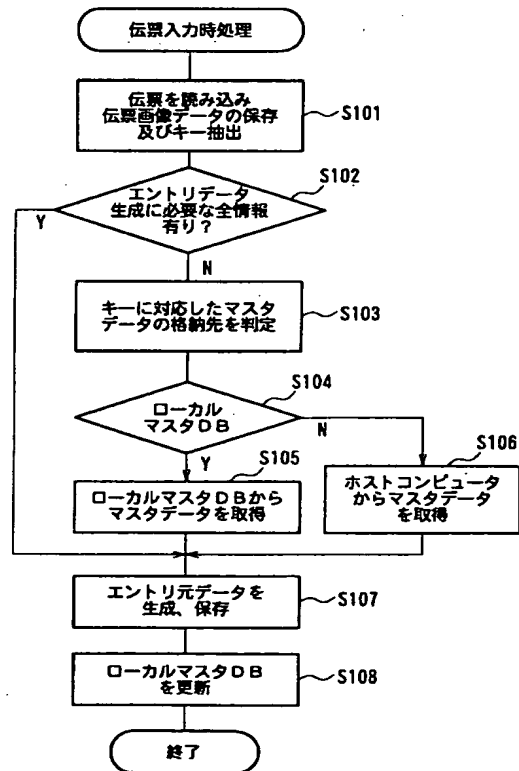 伝票入力時処理
伝票を読み込み
伝票画像データの保存
及びキー抽出
S101
S102
エントリデータ
生成に必要な全情報
有り？
Y
N
キーに対応したマスタ
データの格納先を判定
S103
S104
ローカル
マスタDB
N
Y
S105
S106
ローカルマスタDBから
マスタデータを取得
ホストコンピュータ
からマスタデータ
を取得
エントリ元データを
生成、保存
S107
ローカルマスタDB
を更新
S108
終了